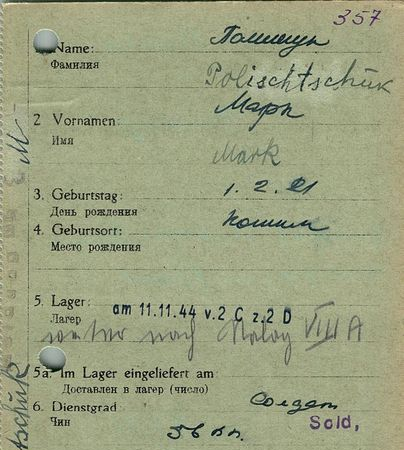 357
Name:
Фамилия
Polischtschuk
2 Vornamen: Марк
Имя
Mark
3. Geburtstag: 1. 2. 21
День рождения
4. Geburtsort:
Место рождения
5. Lager: am 11.11.44 v. 2 C z. 2 D
Лагерь
weiter nach Stalag VIII A
5a. Im Lager eingeliefert am:
Доставлен в лагерь (число)
6. Dienstgrad: Солдат
Чин Sold.